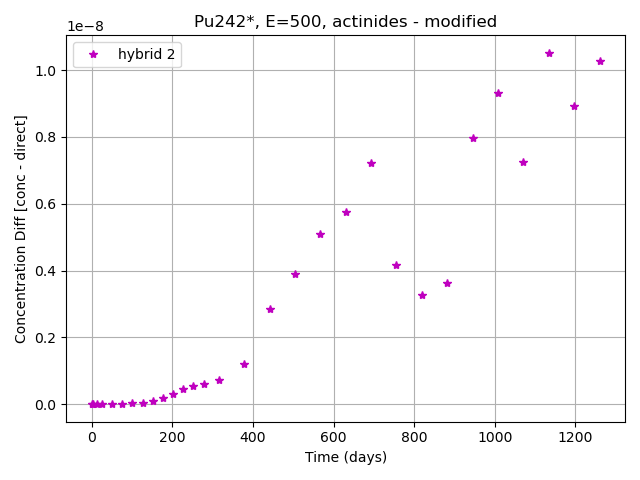 Pu242*, E=500, actinides - modified
1e−8
hybrid 2
1.0
0.8
0.6
0.4
0.2
0.0
Concentration Diff [conc - direct]
0 200 400 600 800 1000 1200
Time (days)